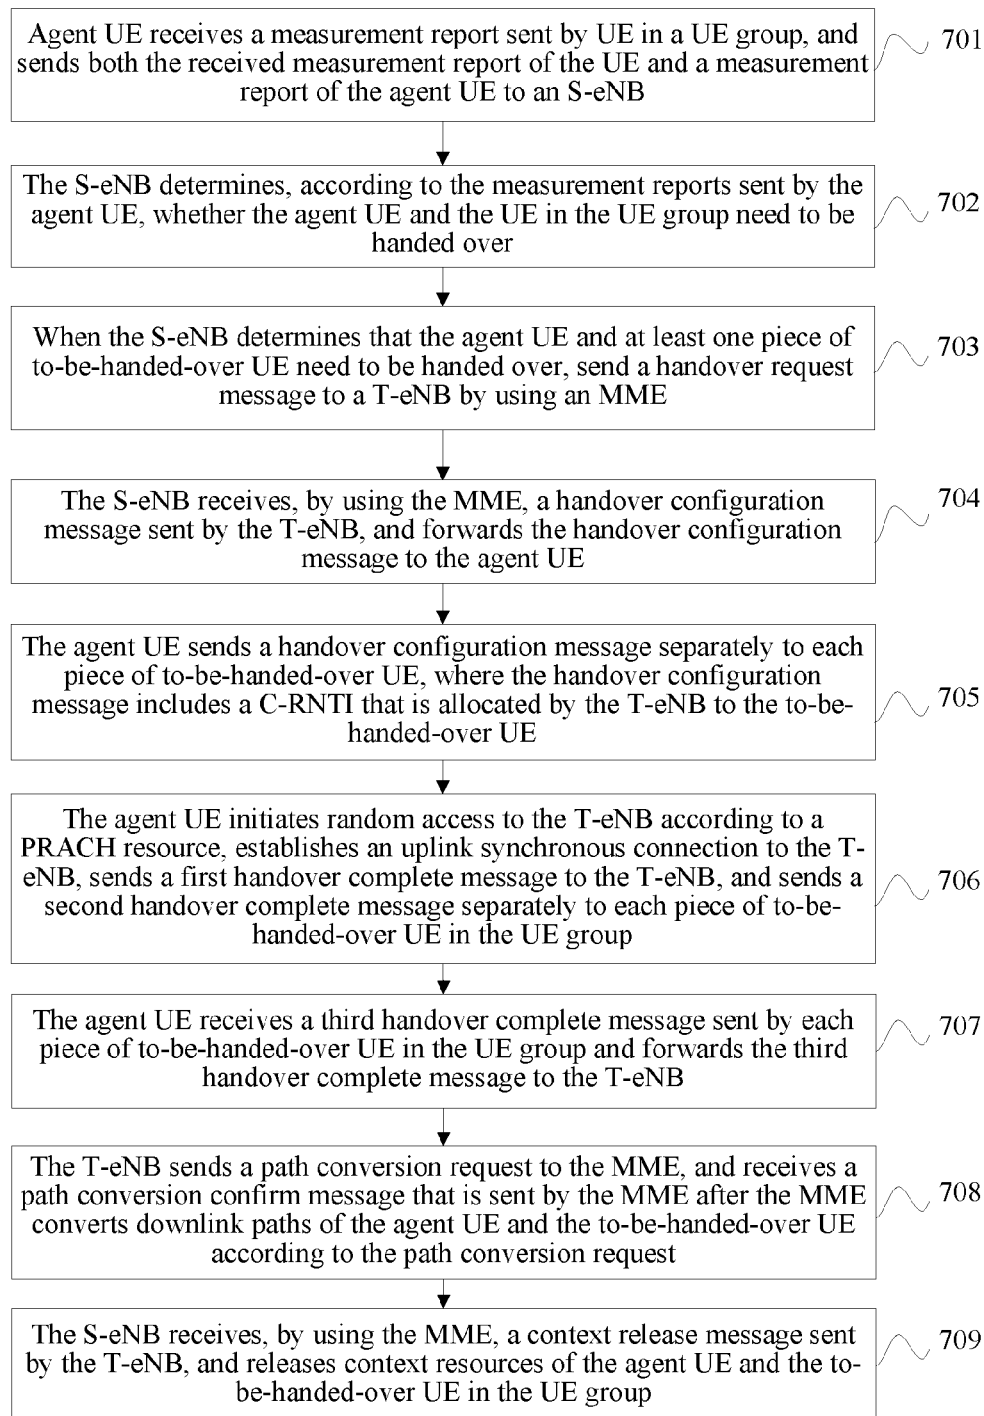 Agent UE receives a measurement report sent by UE in a UE group, and
sends both the received measurement report of the UE and a measurement
report of the agent UE to an S-eNB
701
The S-eNB determines, according to the measurement reports sent by the
agent UE, whether the agent UE and the UE in the UE group need to be
handed over
702
When the S-eNB determines that the agent UE and at least one piece of
to-be-handed-over UE need to be handed over, send a handover request
message to a T-eNB by using an MME
703
The S-eNB receives, by using the MME, a handover configuration
message sent by the T-eNB, and forwards the handover configuration
message to the agent UE
704
The agent UE sends a handover configuration message separately to each
piece of to-be-handed-over UE, where the handover configuration
message includes a C-RNTI that is allocated by the T-eNB to the to-be-
handed-over UE
705
The agent UE initiates random access to the T-eNB according to a
PRACH resource, establishes an uplink synchronous connection to the T-
eNB, sends a first handover complete message to the T-eNB, and sends a
second handover complete message separately to each piece of to-be-
handed-over UE in the UE group
706
The agent UE receives a third handover complete message sent by each
piece of to-be-handed-over UE in the UE group and forwards the third
handover complete message to the T-eNB
707
The T-eNB sends a path conversion request to the MME, and receives a
path conversion confirm message that is sent by the MME after the MME
converts downlink paths of the agent UE and the to-be-handed-over UE
according to the path conversion request
708
The S-eNB receives, by using the MME, a context release message sent
by the T-eNB, and releases context resources of the agent UE and the to-
be-handed-over UE in the UE group
709